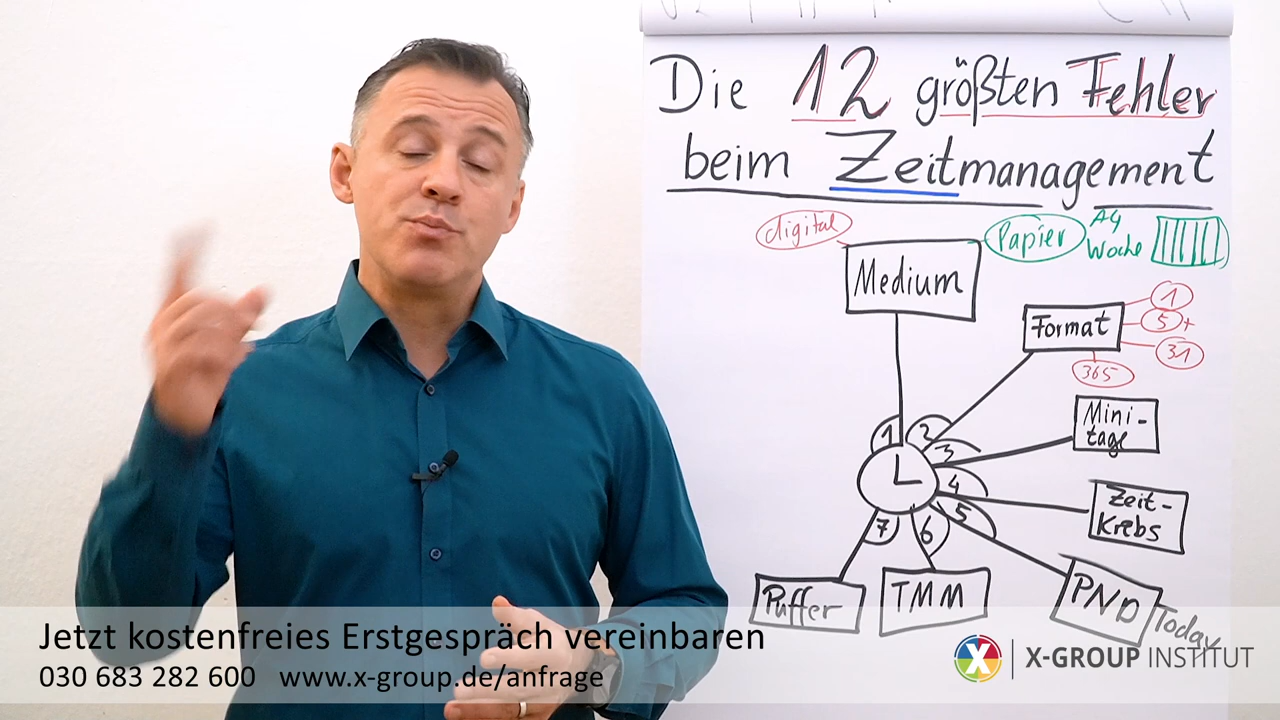 Die 12 größten Fehler
beim Zeitmanagement
digital
Papier
A4
Woche
Medium
Format
1
5+
31
365
Mini-
tage
Zeit-
krebs
PND
Today
TMM
Puffer
1
2
3
4
5
6
7
Jetzt kostenfreies Erstgespräch vereinbaren
030 683 282 600 www.x-group.de/anfrage
X
X-GROUP INSTITUT